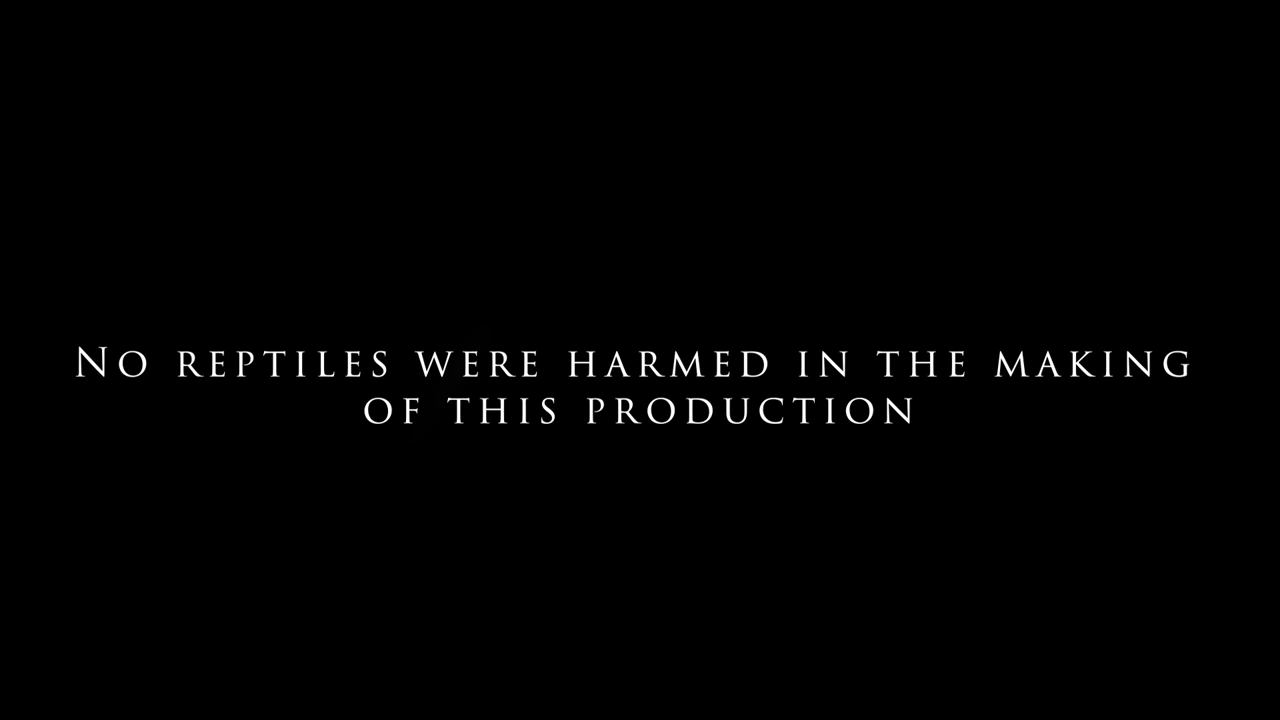 No reptiles were harmed in the making
of this production